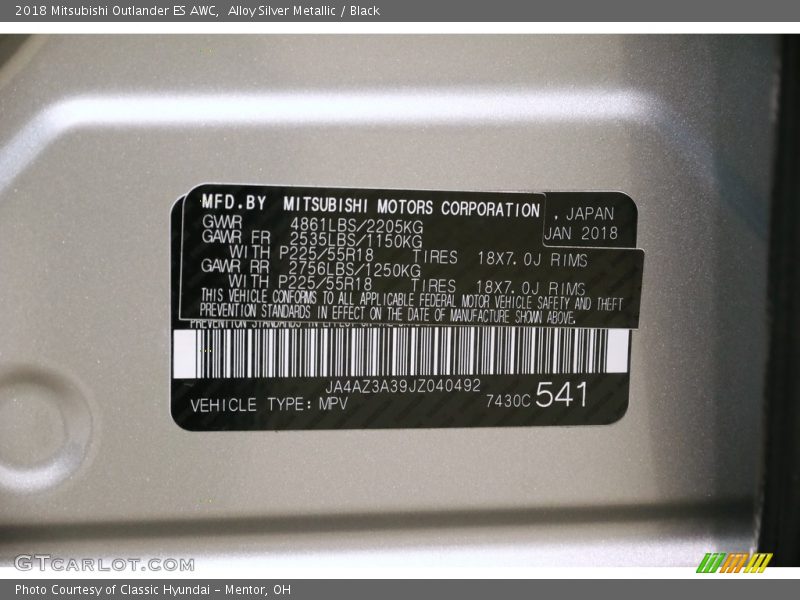 2018 Mitsubishi Outlander ES AWC,  Alloy Silver Metallic / Black
MFD.BY MITSUBISHI MOTORS CORPORATION , JAPAN
JAN 2018
GVWR 4861LBS/2205KG
GAWR FR 2535LBS/1150KG
WITH P225/55R18 TIRES 18X7.0J RIMS
GAWR RR 2756LBS/1250KG
WITH P225/55R18 TIRES 18X7.0J RIMS
THIS VEHICLE CONFORMS TO ALL APPLICABLE FEDERAL MOTOR VEHICLE SAFETY AND THEFT
PREVENTION STANDARDS IN EFFECT ON THE DATE OF MANUFACTURE SHOWN ABOVE.
PREVENTION STANDARDS IN EFFECT
JA4AZ3A39JZ040492
VEHICLE TYPE: MPV 7430C 541
GTCARLOT.COM
Photo Courtesy of Classic Hyundai - Mentor, OH